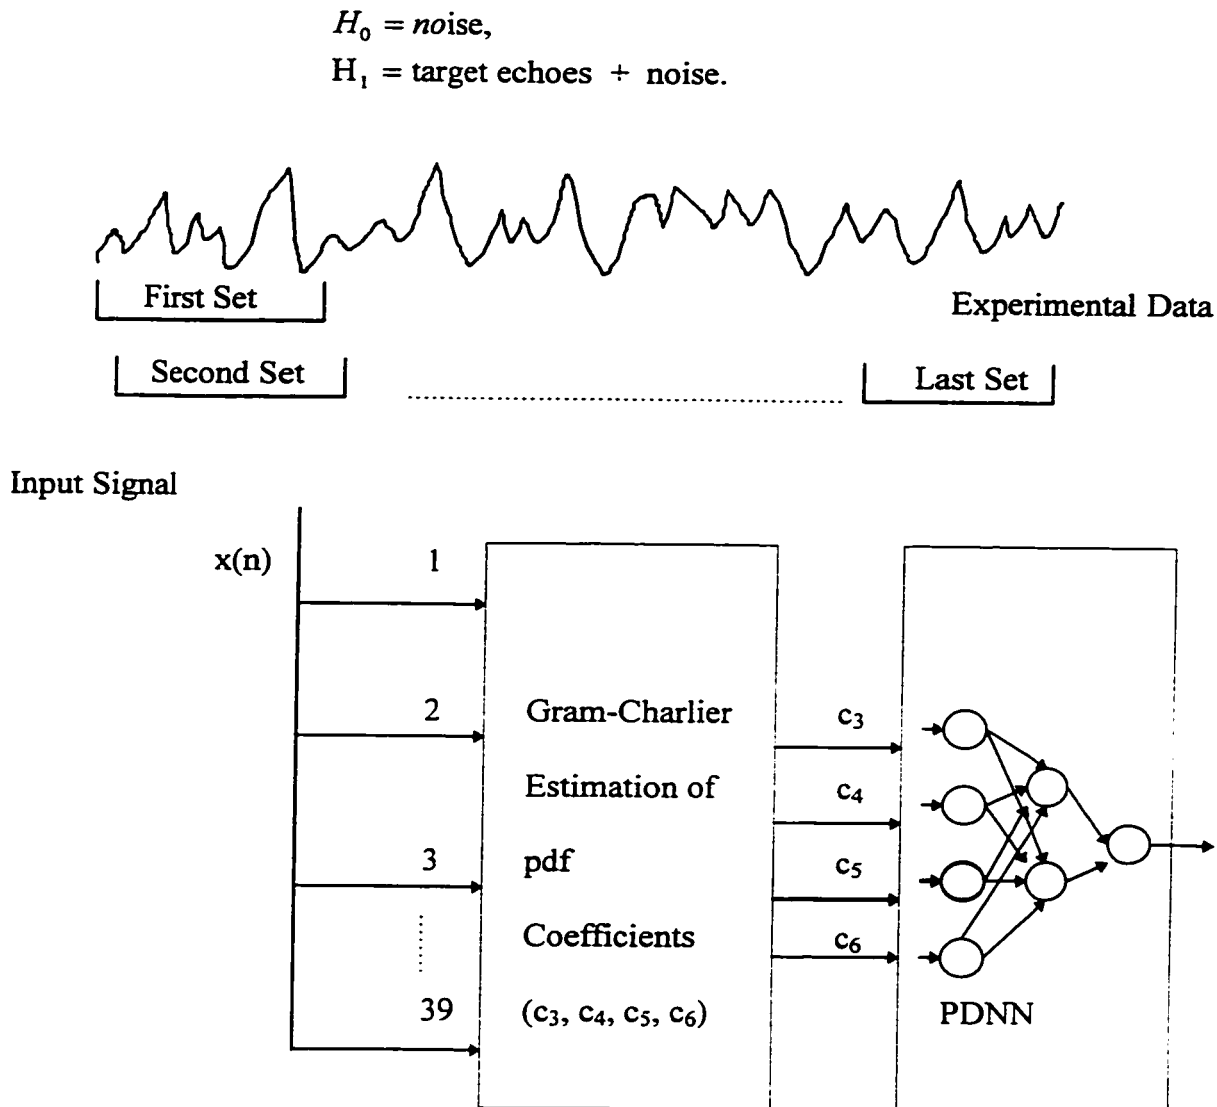 H₀ = noise,
H₁ = target echoes + noise.
First Set
Experimental Data
Second Set
Last Set
Input Signal
x(n)
1
2
Gram-Charlier
c₃
Estimation of
c₄
3
pdf
c₅
Coefficients
c₆
39
(c₃, c₄, c₅, c₆)
PDNN